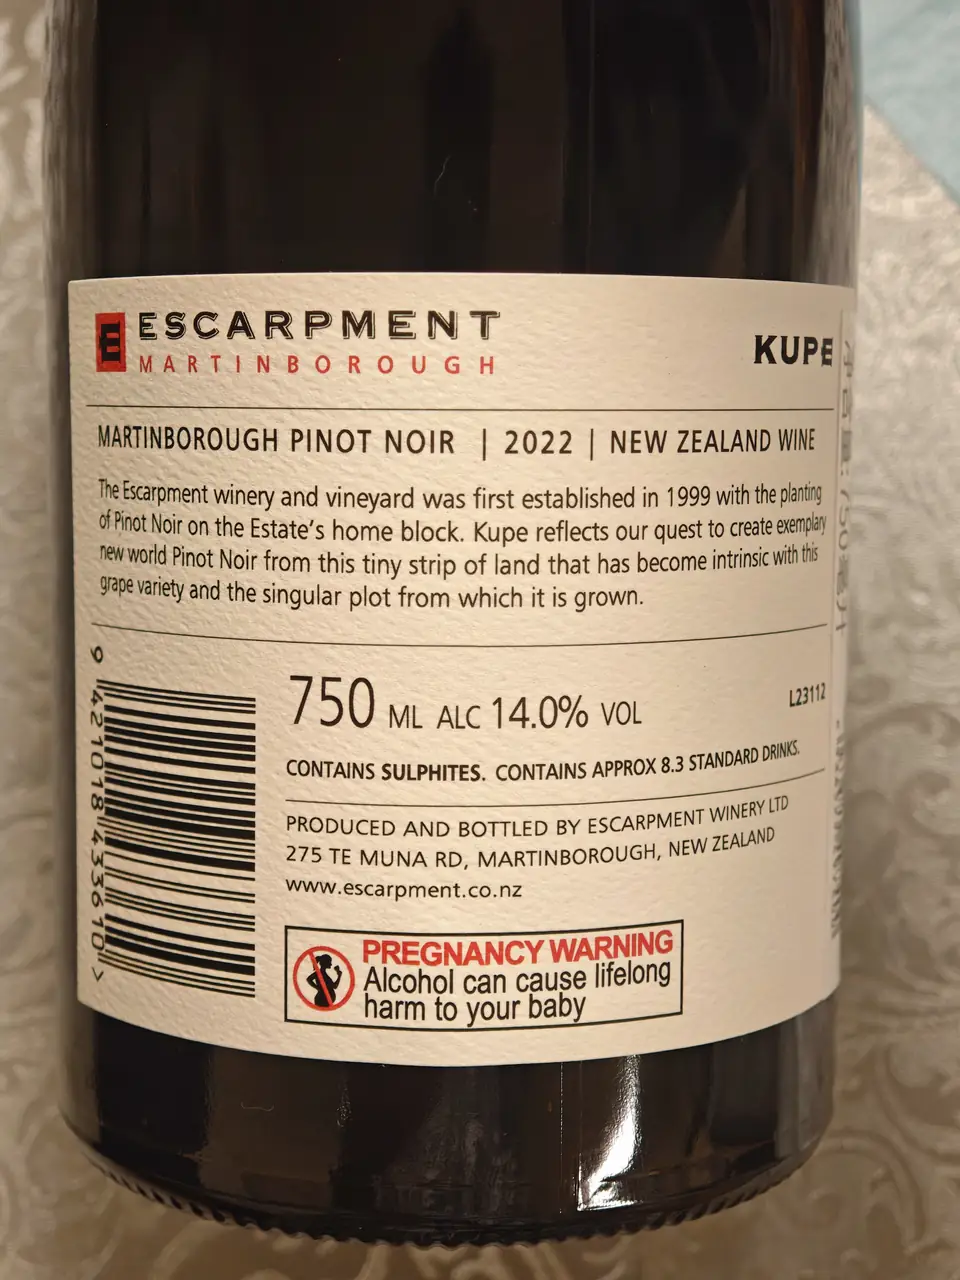 E ESCARPMENT
MARTINBOROUGH
KUPE
MARTINBOROUGH PINOT NOIR | 2022 | NEW ZEALAND WINE
The Escarpment winery and vineyard was first established in 1999 with the planting
of Pinot Noir on the Estate's home block. Kupe reflects our quest to create exemplary
new world Pinot Noir from this tiny strip of land that has become intrinsic with this
grape variety and the singular plot from which it is grown.
750 ML ALC 14.0% VOL
L23112
CONTAINS SULPHITES. CONTAINS APPROX 8.3 STANDARD DRINKS.
PRODUCED AND BOTTLED BY ESCARPMENT WINERY LTD
275 TE MUNA RD, MARTINBOROUGH, NEW ZEALAND
www.escarpment.co.nz
PREGNANCY WARNING
Alcohol can cause lifelong
harm to your baby
9 421018 433610 >